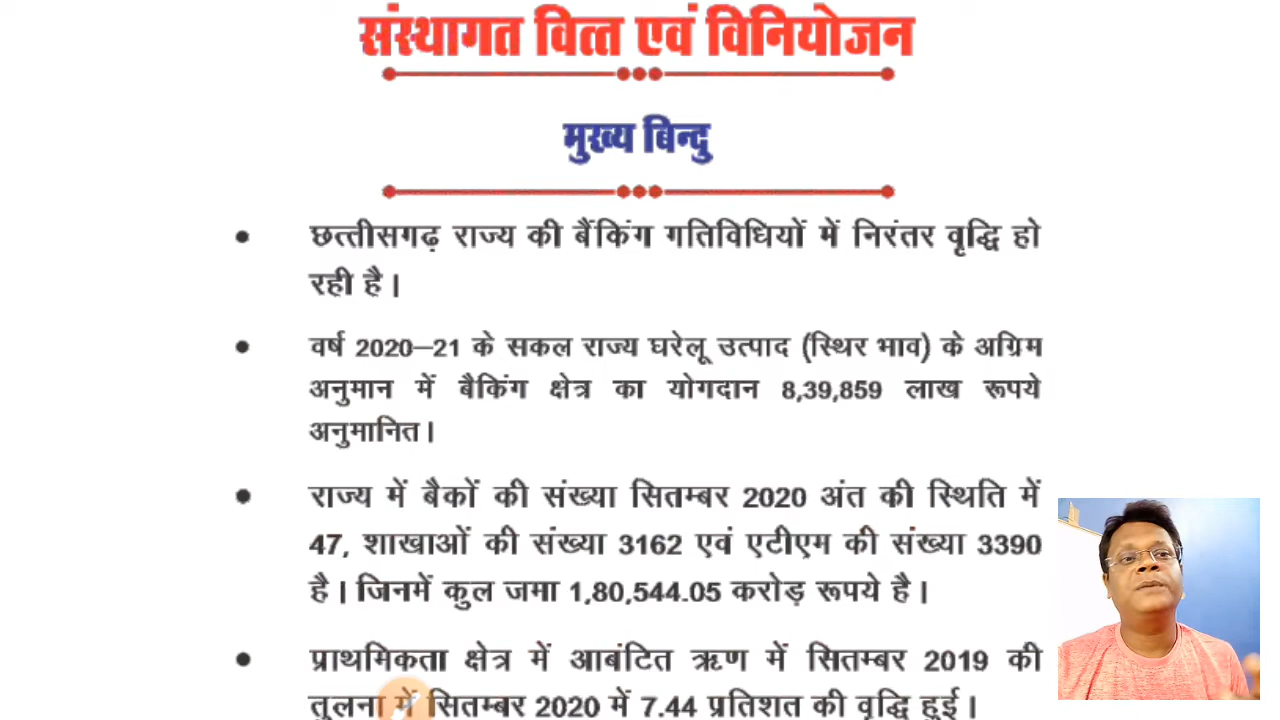 संस्थागत वित्त एवं विनियोजन
मुख्य बिन्दु
• छत्तीसगढ़ राज्य की बैंकिंग गतिविधियों में निरंतर वृद्धि हो
रही है।
• वर्ष 2020–21 के सकल राज्य घरेलू उत्पाद (स्थिर भाव) के अग्रिम
अनुमान में बैकिंग क्षेत्र का योगदान 8,39,859 लाख रूपये
अनुमानित।
• राज्य में बैकों की संख्या सितम्बर 2020 अंत की स्थिति में
47, शाखाओं की संख्या 3162 एवं एटीएम की संख्या 3390
है। जिनमें कुल जमा 1,80,544.05 करोड़ रूपये है।
• प्राथमिकता क्षेत्र में आबंटित ऋण में सितम्बर 2019 की
तुलना में सितम्बर 2020 में 7.44 प्रतिशत की वृद्धि हुई।